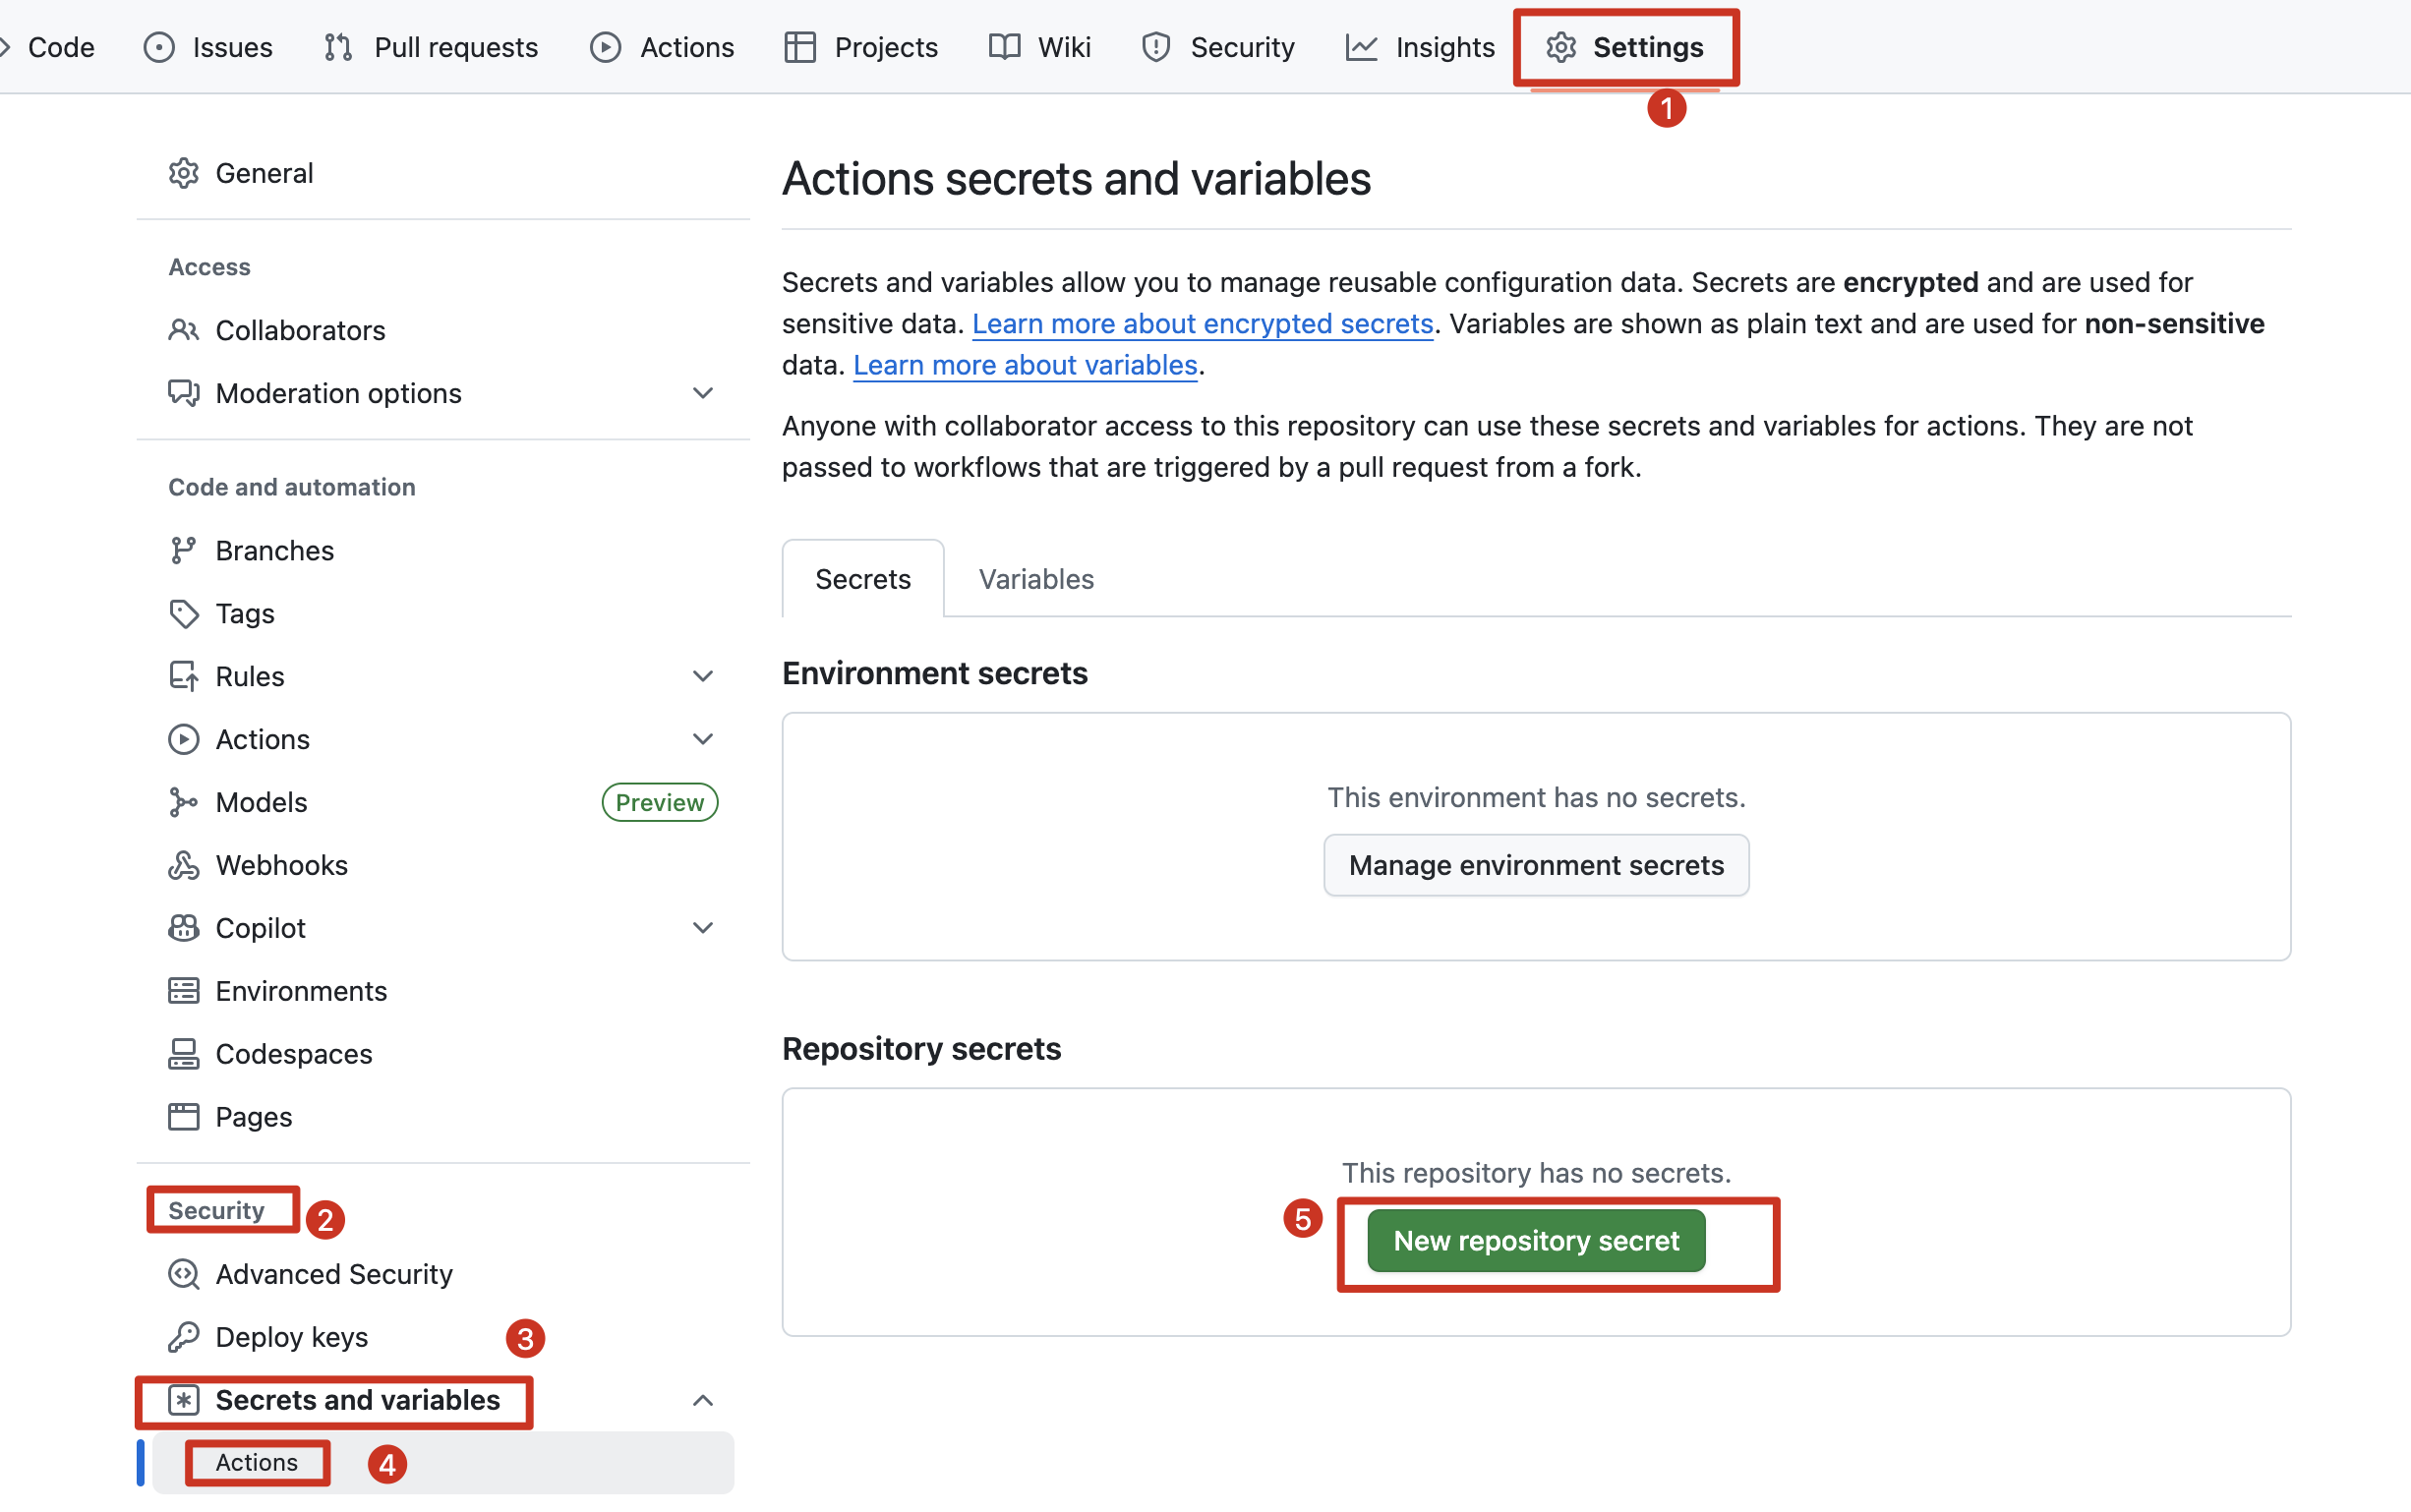 Code
Issues
Pull requests
Actions
Projects
Wiki
Security
Insights
Settings
1
General
Access
Collaborators
Moderation options
Code and automation
Branches
Tags
Rules
Actions
Models
Preview
Webhooks
Copilot
Environments
Codespaces
Pages
Security
2
Advanced Security
Deploy keys
3
Secrets and variables
Actions
4
Actions secrets and variables
Secrets and variables allow you to manage reusable configuration data. Secrets are encrypted and are used for
sensitive data. Learn more about encrypted secrets. Variables are shown as plain text and are used for non-sensitive
data. Learn more about variables.
Anyone with collaborator access to this repository can use these secrets and variables for actions. They are not
passed to workflows that are triggered by a pull request from a fork.
Secrets
Variables
Environment secrets
This environment has no secrets.
Manage environment secrets
Repository secrets
This repository has no secrets.
5
New repository secret